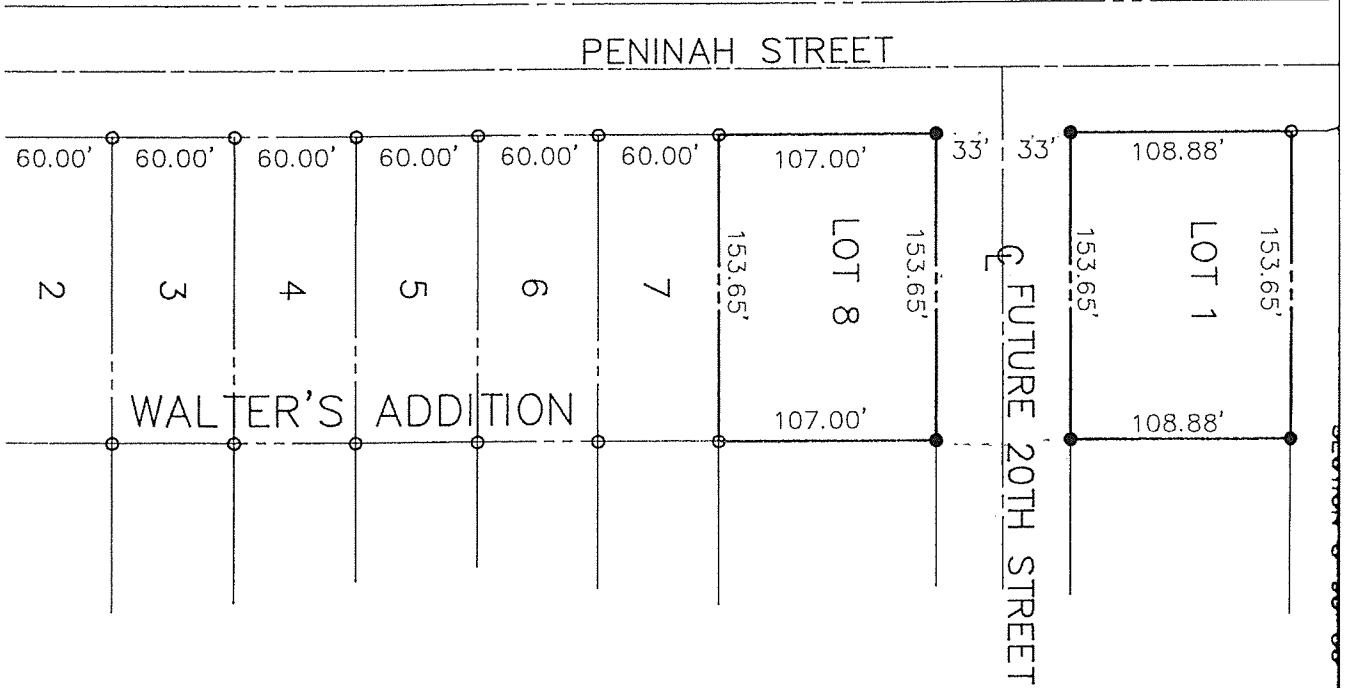 PENINAH STREET
60.00' 60.00' 60.00' 60.00' 60.00' 60.00' 107.00' 33' 33' 108.88'
153.65' LOT 8 153.65' 153.65' LOT 1 153.65'
2 3 4 5 6 7
℄ FUTURE 20TH STREET
WALTER'S ADDITION
107.00' 108.88'